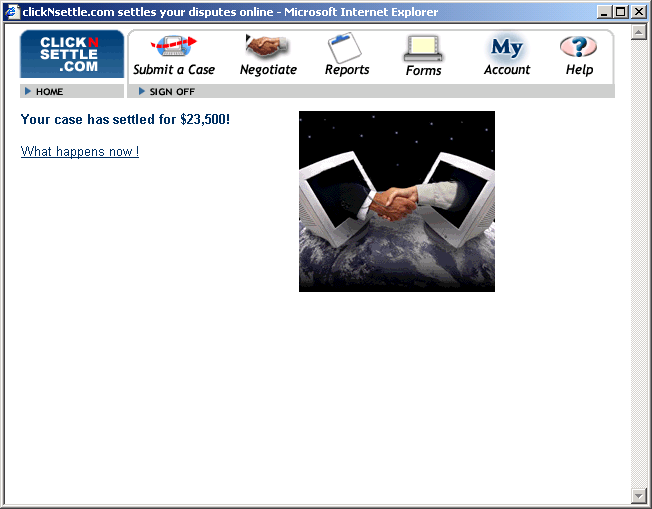 clickNsettle.com settles your disputes online - Microsoft Internet Explorer
CLICKN
SETTLE
.COM
Submit a Case
Negotiate
Reports
Forms
My
Account
Help
HOME
SIGN OFF
Your case has settled for $23,500!
What happens now !